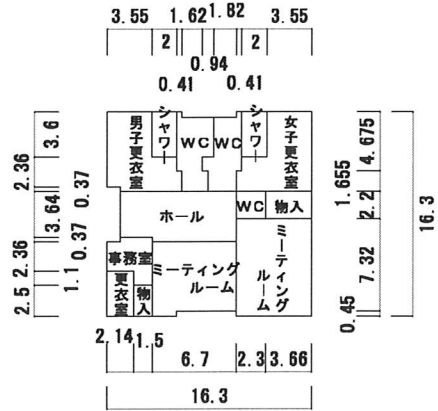 3.55 1.62 1.82 3.55
2 2
0.94
0.41 0.41
3.6
2.36
0.37
3.64
0.37
2.36
1.1
2.5
男子更衣室
シャワー
WC
WC
シャワー
女子更衣室
ホール
WC
物入
事務室
更衣室
物入
ミーティング
ルーム
ミーティング
ルーム
4.675
1.655
2.2
7.32
0.45
16.3
2.14
1.5
6.7 2.3 3.66
16.3